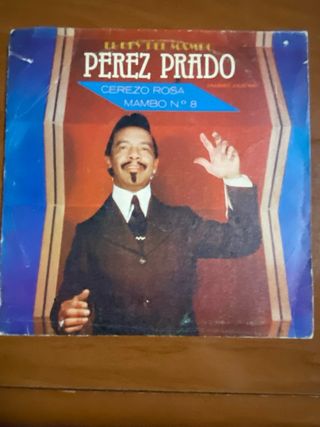 EL REY DEL MAMBO
PEREZ PRADO
CEREZO ROSA
MAMBO Nº 8